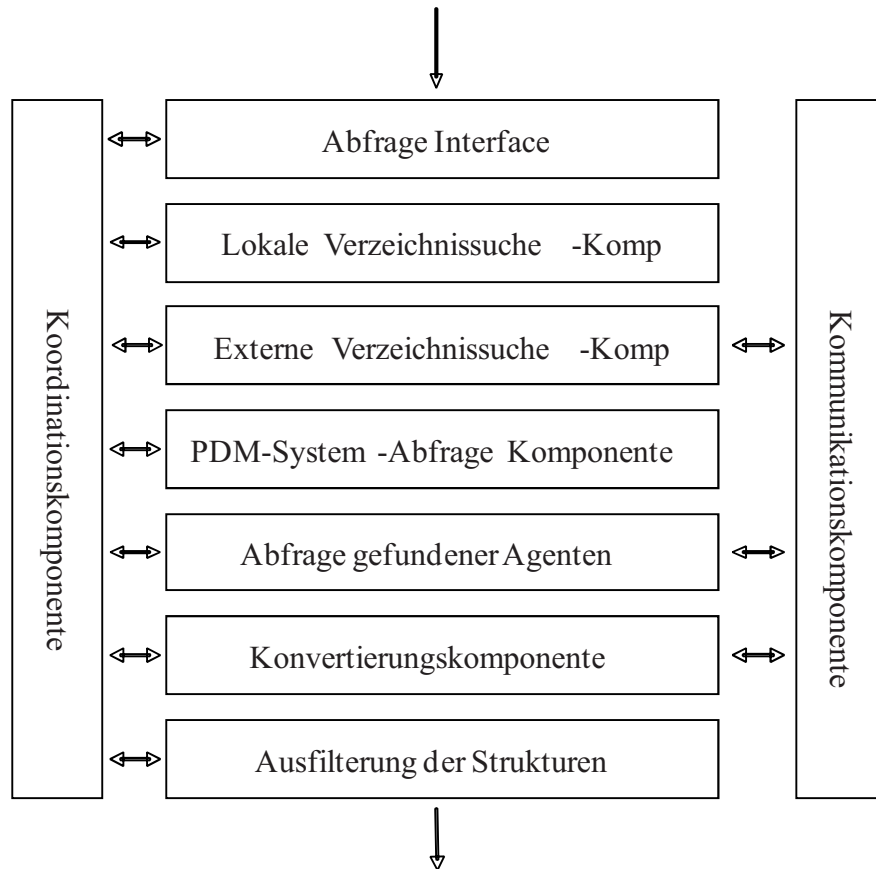 Abfrage Interface
Lokale Verzeichnissuche -Komp
Externe Verzeichnissuche -Komp
PDM-System -Abfrage Komponente
Abfrage gefundener Agenten
Konvertierungskomponente
Ausfilterung der Strukturen
Koordinationskomponente
Kommunikationskomponente